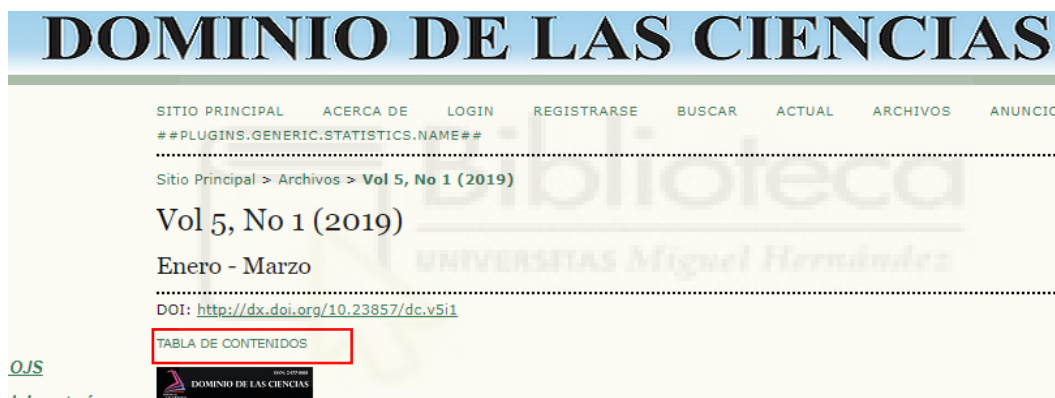 DOMINIO DE LAS CIENCIAS
SITIO PRINCIPAL ACERCA DE LOGIN REGISTRARSE BUSCAR ACTUAL ARCHIVOS ANUNCIO
##PLUGINS.GENERIC.STATISTICS.NAME##
Biblioteca
Sitio Principal > Archivos > Vol 5, No 1 (2019)
Vol 5, No 1 (2019)
UNIVERSITAS Miguel Hernández
Enero - Marzo
DOI: http://dx.doi.org/10.23857/dc.v5i1
TABLA DE CONTENIDOS
OJS
DOMINIO DE LAS CIENCIAS